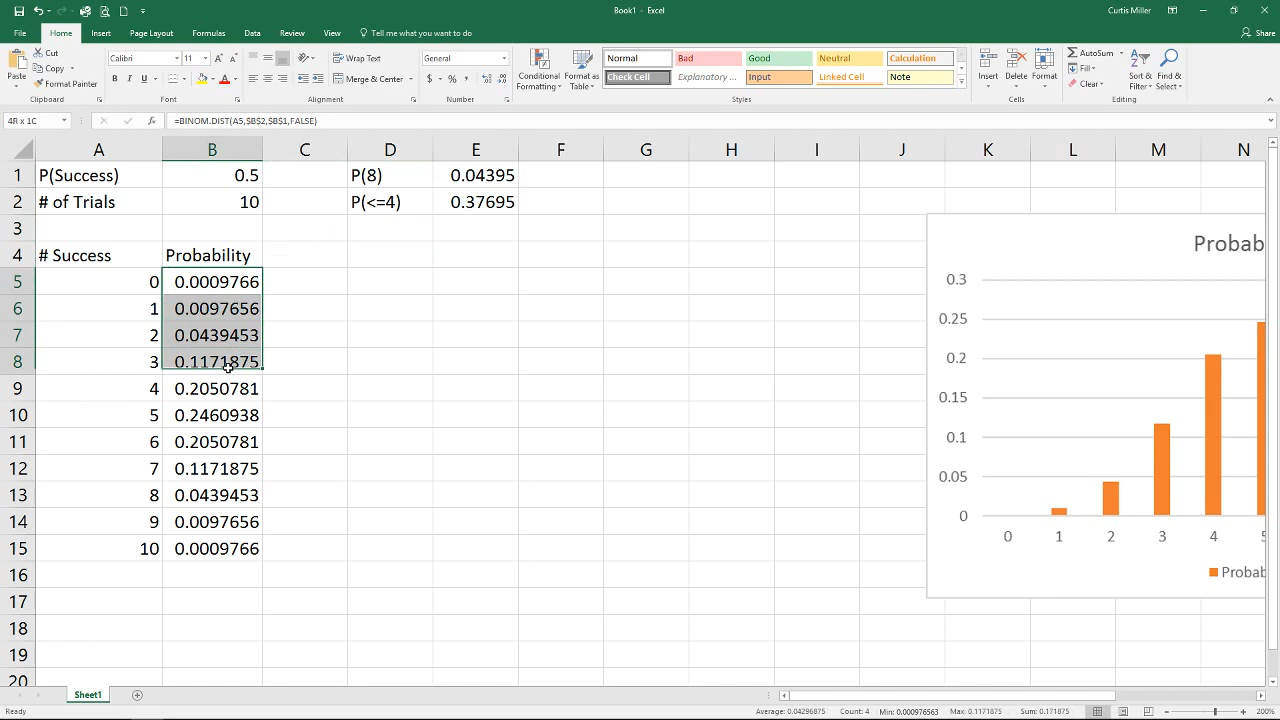 Book1 - Excel
Curtis Miller
File Home Insert Page Layout Formulas Data Review View Tell me what you want to do Share
Paste Cut Copy Format Painter Clipboard
Calibri 11 B I U Font
Wrap Text Merge & Center Alignment
General $ % , Number
Conditional Formatting Format as Table
Normal Bad Good Neutral Calculation
Check Cell Explanatory ... Input Linked Cell Note
Styles
Insert Delete Format Cells
AutoSum Fill Clear Sort & Filter Find & Select Editing
4R x 1C fx =BINOM.DIST(A5,$B$2,$B$1,FALSE)
A B C D E F G H I J K L M N
1 P(Success) 0.5 P(8) 0.04395
2 # of Trials 10 P(<=4) 0.37695
3
4 # Success Probability
5 0 0.0009766
6 1 0.0097656
7 2 0.0439453
8 3 0.1171875
9 4 0.2050781
10 5 0.2460938
11 6 0.2050781
12 7 0.1171875
13 8 0.0439453
14 9 0.0097656
15 10 0.0009766
16
17
18
19
20
Probab
0.3
0.25
0.2
0.15
0.1
0.05
0
0 1 2 3 4 5
Probab
Sheet1
Ready Average: 0.04296875 Count: 4 Min: 0.000976563 Max: 0.1171875 Sum: 0.171875 200%